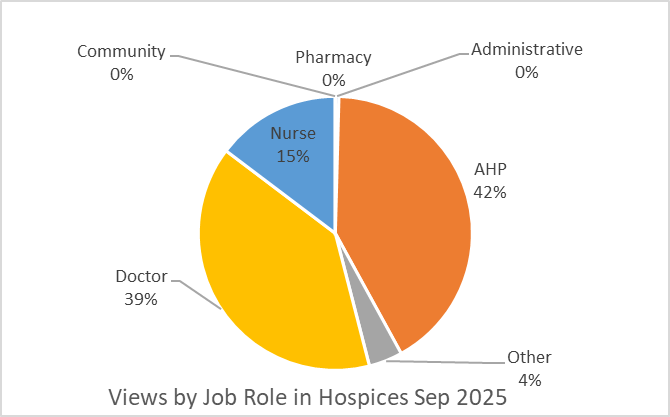 Community
0%
Pharmacy
0%
Administrative
0%
Nurse
15%
AHP
42%
Doctor
39%
Other
4%
Views by Job Role in Hospices Sep 2025